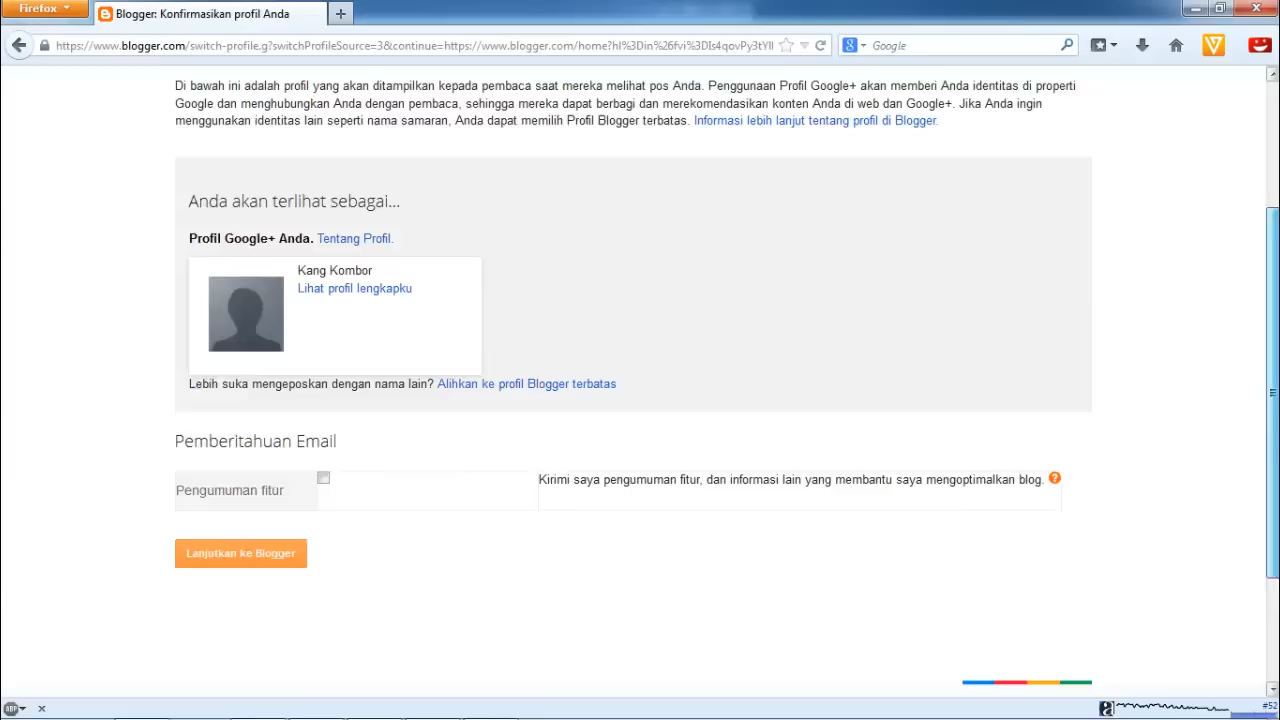 Firefox
Blogger: Konfirmasikan profil Anda
https://www.blogger.com/switch-profile.g?switchProfileSource=3&continue=https://www.blogger.com/home?hl%3Din%26fvi%3DIs4qovPy3tYll
Google
Di bawah ini adalah profil yang akan ditampilkan kepada pembaca saat mereka melihat pos Anda. Penggunaan Profil Google+ akan memberi Anda identitas di properti
Google dan menghubungkan Anda dengan pembaca, sehingga mereka dapat berbagi dan merekomendasikan konten Anda di web dan Google+. Jika Anda ingin
menggunakan identitas lain seperti nama samaran, Anda dapat memilih Profil Blogger terbatas. Informasi lebih lanjut tentang profil di Blogger.
Anda akan terlihat sebagai...
Profil Google+ Anda. Tentang Profil.
Kang Kombor
Lihat profil lengkapku
Lebih suka mengeposkan dengan nama lain? Alihkan ke profil Blogger terbatas
Pemberitahuan Email
Pengumuman fitur
Kirimi saya pengumuman fitur, dan informasi lain yang membantu saya mengoptimalkan blog. ?
Lanjutkan ke Blogger
ABP
#52